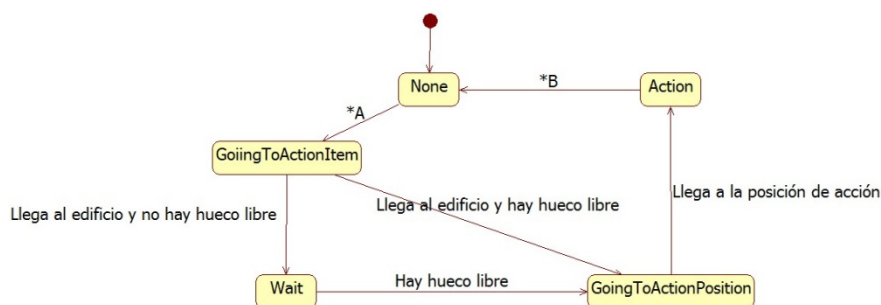 None
*B
Action
*A
GoiingToActionItem
Llega al edificio y no hay hueco libre
Llega al edificio y hay hueco libre
Llega a la posición de acción
Wait
Hay hueco libre
GoingToActionPosition